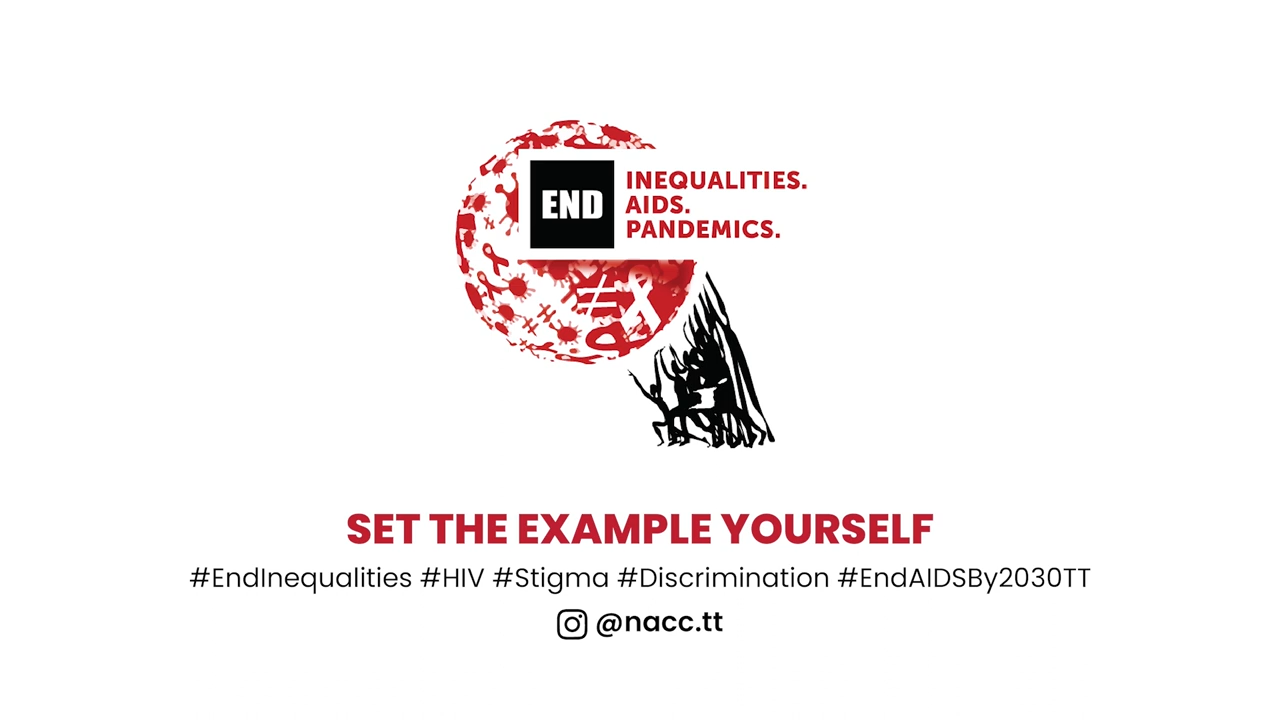 END
INEQUALITIES.
AIDS.
PANDEMICS.
SET THE EXAMPLE YOURSELF
#EndInequalities #HIV #Stigma #Discrimination #EndAIDSBy2030TT
@nacc.tt